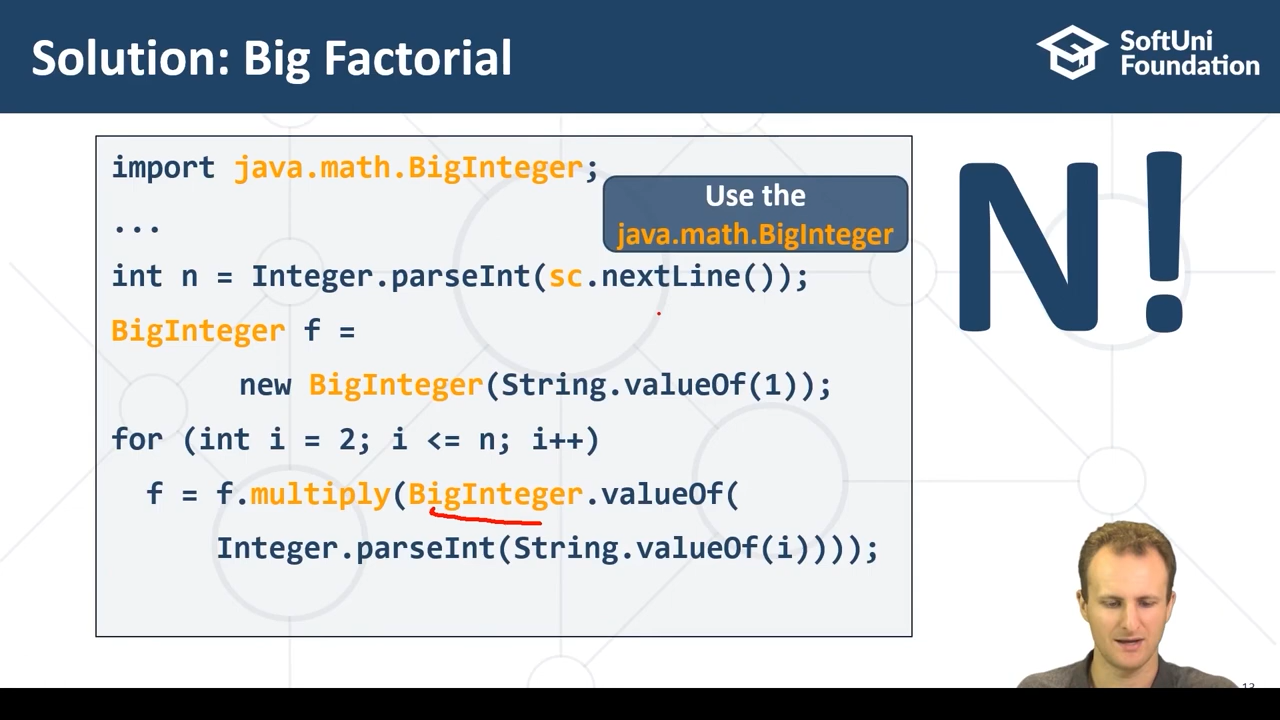 Solution: Big Factorial
SoftUni
Foundation
import java.math.BigInteger;
Use the
java.math.BigInteger
...
int n = Integer.parseInt(sc.nextLine());
BigInteger f =
new BigInteger(String.valueOf(1));
for (int i = 2; i <= n; i++)
f = f.multiply(BigInteger.valueOf(
Integer.parseInt(String.valueOf(i))));
N!
13